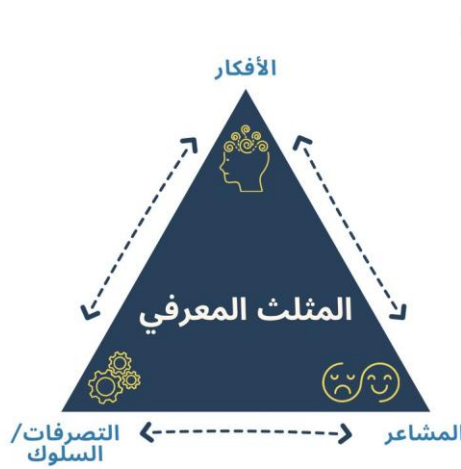 الأفكار
المثلث المعرفي
المشاعر
التصرفات/
السلوك